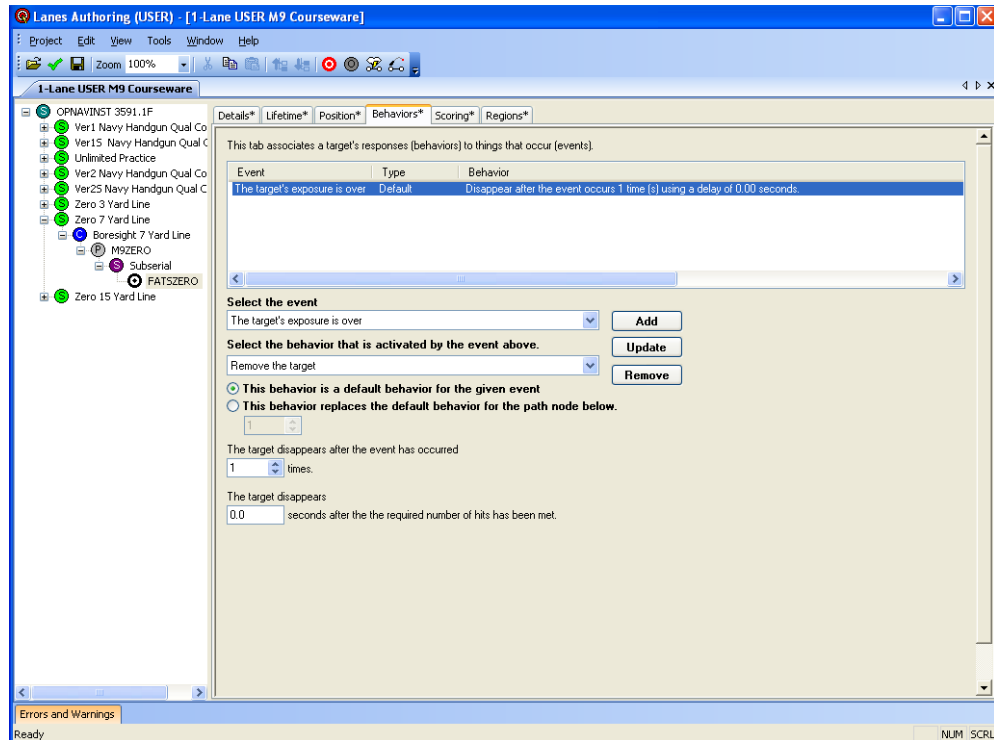 Lanes Authoring (USER) - [1-Lane USER M9 Courseware]
Project Edit View Tools Window Help
Zoom 100%
1-Lane USER M9 Courseware
OPNAVINST 3591.1F
Ver1 Navy Handgun Qual Co
Ver1S Navy Handgun Qual C
Unlimited Practice
Ver2 Navy Handgun Qual Co
Ver2S Navy Handgun Qual C
Zero 3 Yard Line
Zero 7 Yard Line
Boresight 7 Yard Line
M9ZERO
Subserial
FATSZERO
Zero 15 Yard Line
Details* Lifetime* Position* Behaviors* Scoring* Regions*
This tab associates a target's responses (behaviors) to things that occur (events).
Event Type Behavior
The target's exposure is over Default Disappear after the event occurs 1 time (s) using a delay of 0.00 seconds.
Select the event
The target's exposure is over Add
Select the behavior that is activated by the event above. Update
Remove the target Remove
This behavior is a default behavior for the given event
This behavior replaces the default behavior for the path node below.
1
The target disappears after the event has occurred
1 times.
The target disappears
0.0 seconds after the the required number of hits has been met.
Errors and Warnings
Ready NUM SCRL